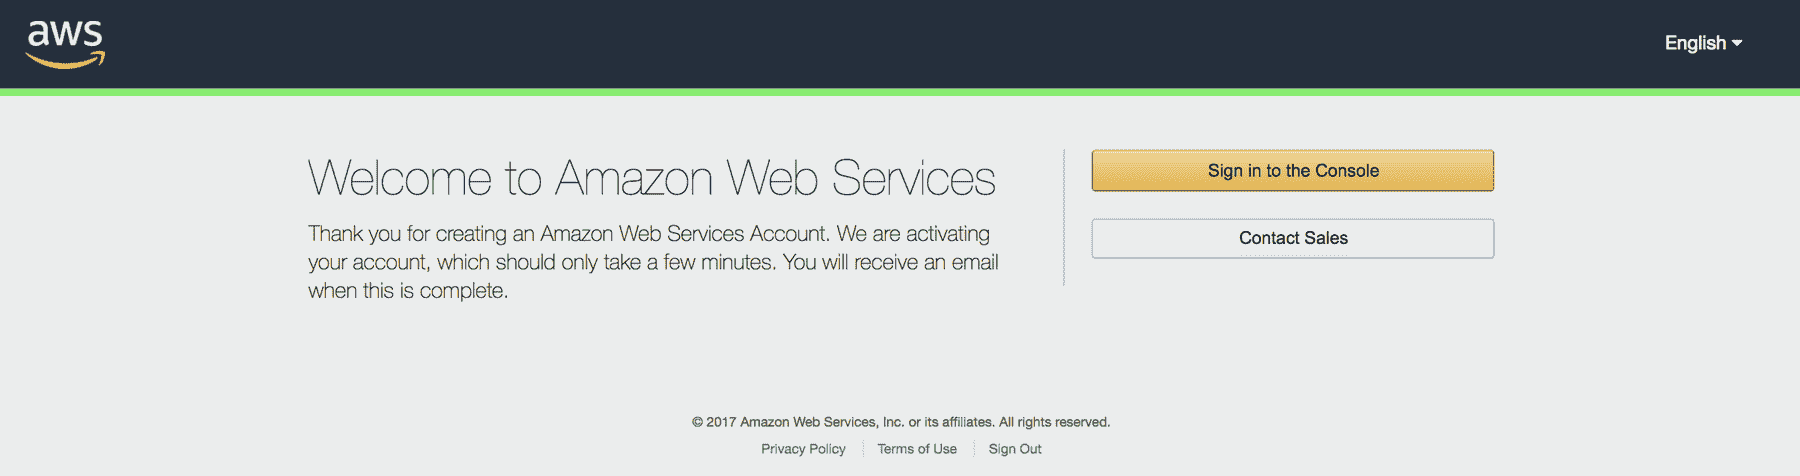 aws
English
Welcome to Amazon Web Services
Thank you for creating an Amazon Web Services Account. We are activating
your account, which should only take a few minutes. You will receive an email
when this is complete.
Sign in to the Console
Contact Sales
© 2017 Amazon Web Services, Inc. or its affiliates. All rights reserved.
Privacy Policy Terms of Use Sign Out